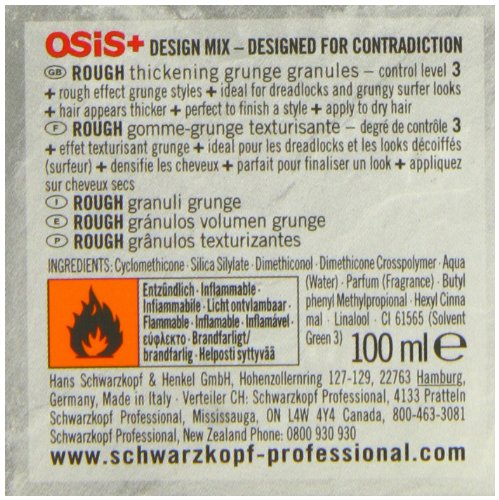 OSiS+ DESIGN MIX – DESIGNED FOR CONTRADICTION
GB ROUGH thickening grunge granules – control level 3
+ rough effect grunge styles + ideal for dreadlocks and grungy surfer looks
+ hair appears thicker + perfect to finish a style + apply to dry hair
F ROUGH gomme-grunge texturisante – degré de contrôle 3
+ effet texturisant grunge + idéal pour les dreadlocks et les looks décoiffés
(surfeur) + densifie les cheveux + parfait pour finaliser un look + appliquez
sur cheveux secs
I ROUGH granuli grunge
E ROUGH gránulos volumen grunge
P ROUGH grânulos texturizantes
INGREDIENTS: Cyclomethicone · Silica Silylate · Dimethiconol · Dimethicone Crosspolymer · Aqua
(Water) · Parfum (Fragrance) · Butyl
phenyl Methylpropional · Hexyl Cinna
mal · Linalool · CI 61565 (Solvent
Green 3)
Entzündlich · Inflammable ·
Infiammabile · Licht ontvlambaar ·
Flammable · Inflamable · Inflamável ·
εύφλεκτο · Brandfarligt/
brandfarlig · Helposti syttyvää
100 ml e
Hans Schwarzkopf & Henkel GmbH, Hohenzollernring 127-129, 22763 Hamburg,
Germany, Made in Italy · Verteiler CH: Schwarzkopf Professional, 4133 Pratteln
Schwarzkopf Professional, Mississauga, ON L4W 4Y4 Canada, 800-463-3081
Schwarzkopf Professional, New Zealand Phone: 0800 930 930
www.schwarzkopf-professional.com